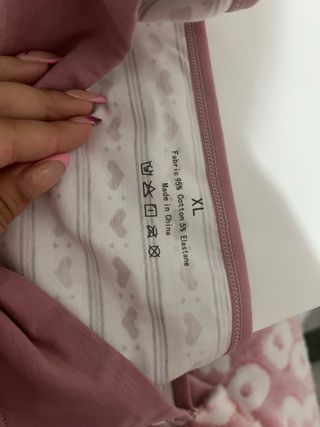 XL
Fabric 95% Cotton 5% Elastane
Made in China